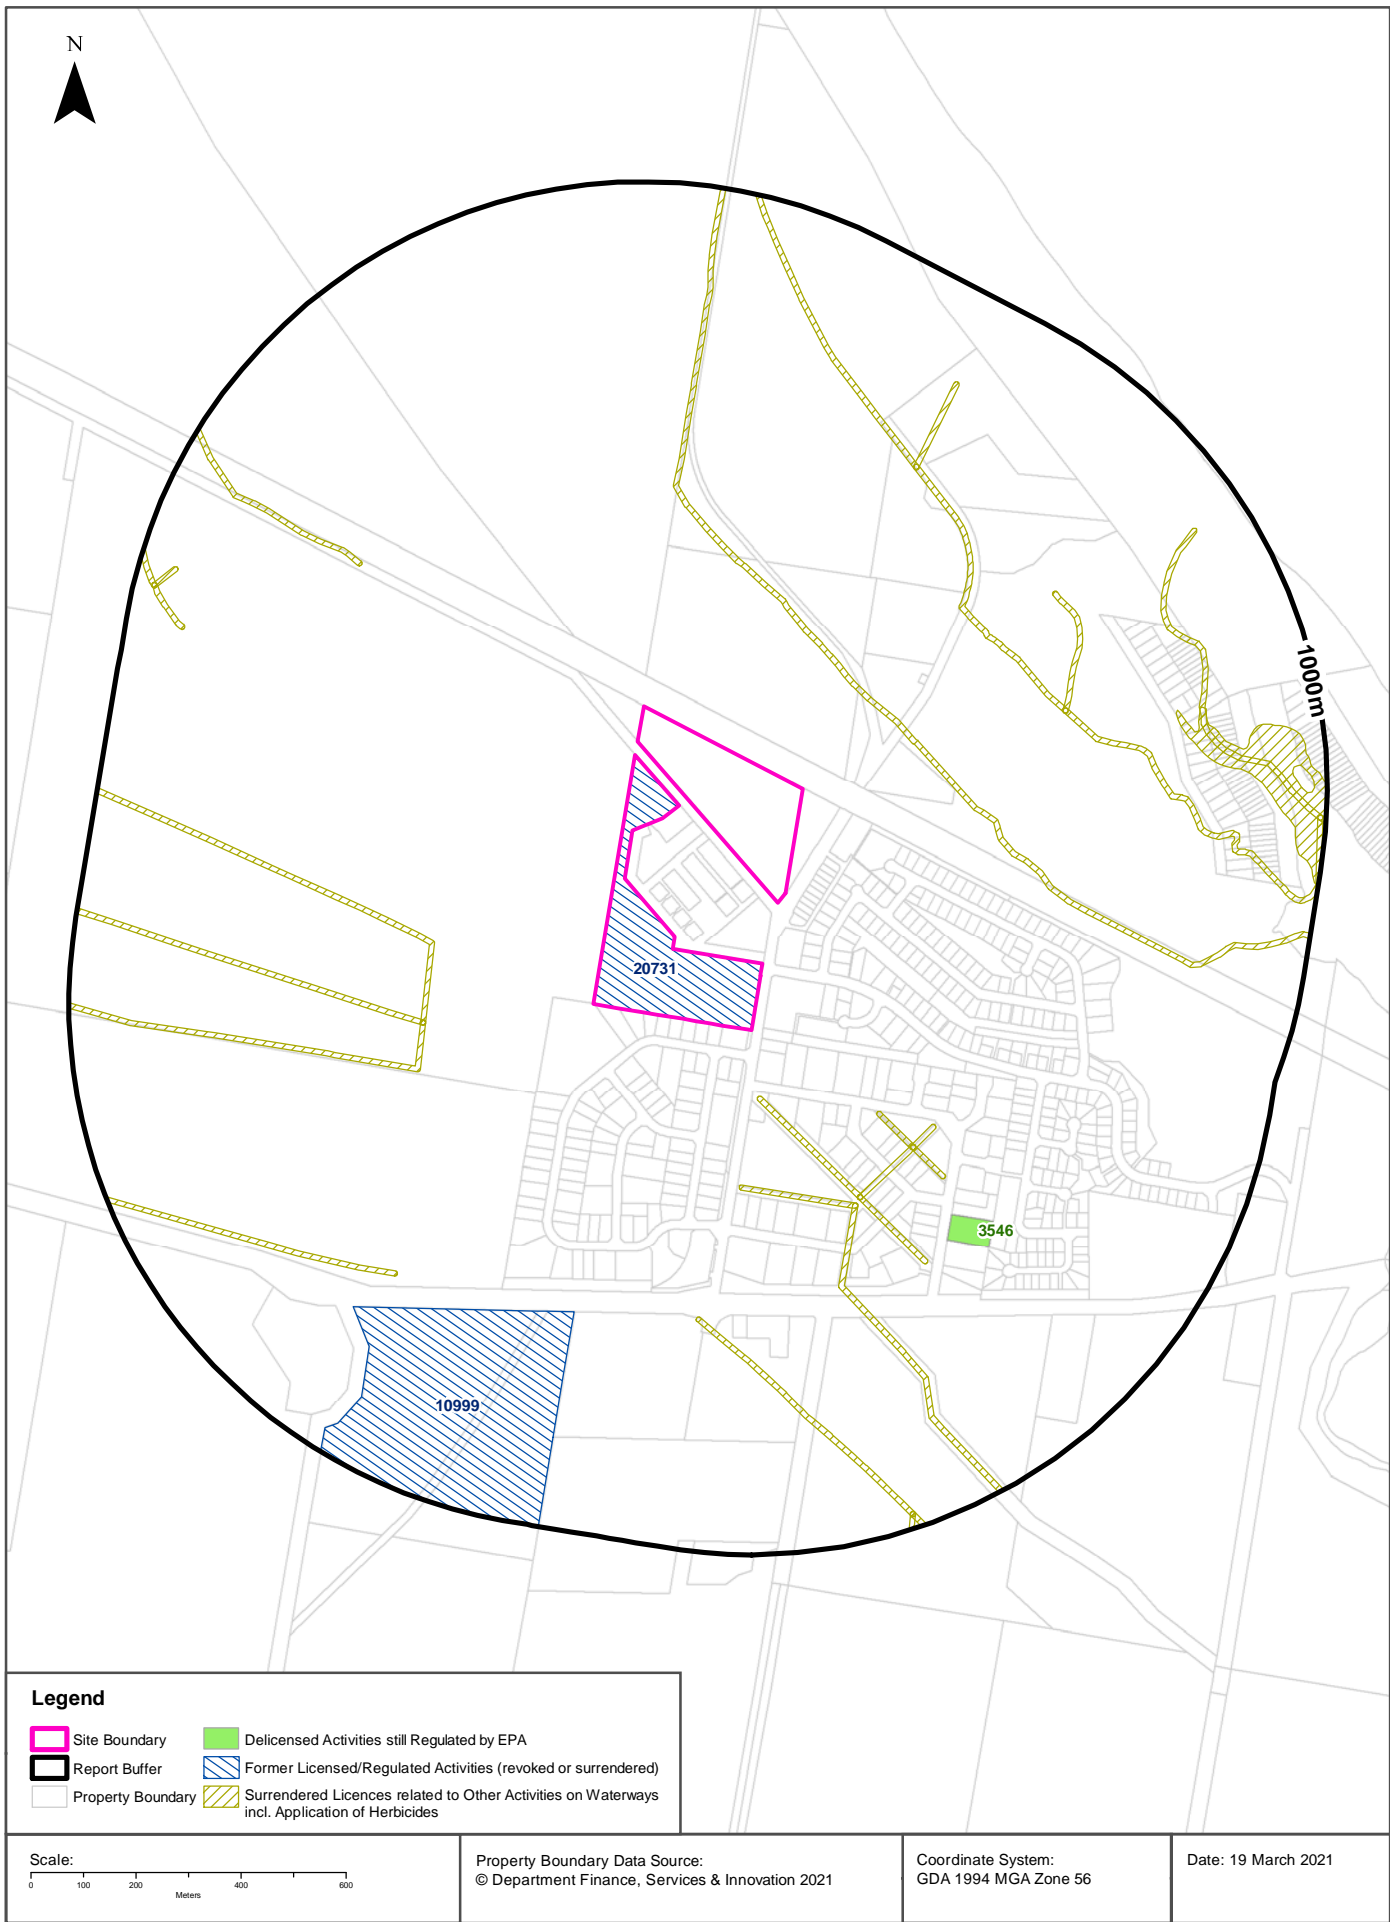 N
1000m
20731
3546
10999
Legend
Site Boundary
Delicensed Activities still Regulated by EPA
Report Buffer
Former Licensed/Regulated Activities (revoked or surrendered)
Property Boundary
Surrendered Licences related to Other Activities on Waterways
incl. Application of Herbicides
Scale:
0 100 200 400 600
Meters
Property Boundary Data Source:
© Department Finance, Services & Innovation 2021
Coordinate System:
GDA 1994 MGA Zone 56
Date: 19 March 2021